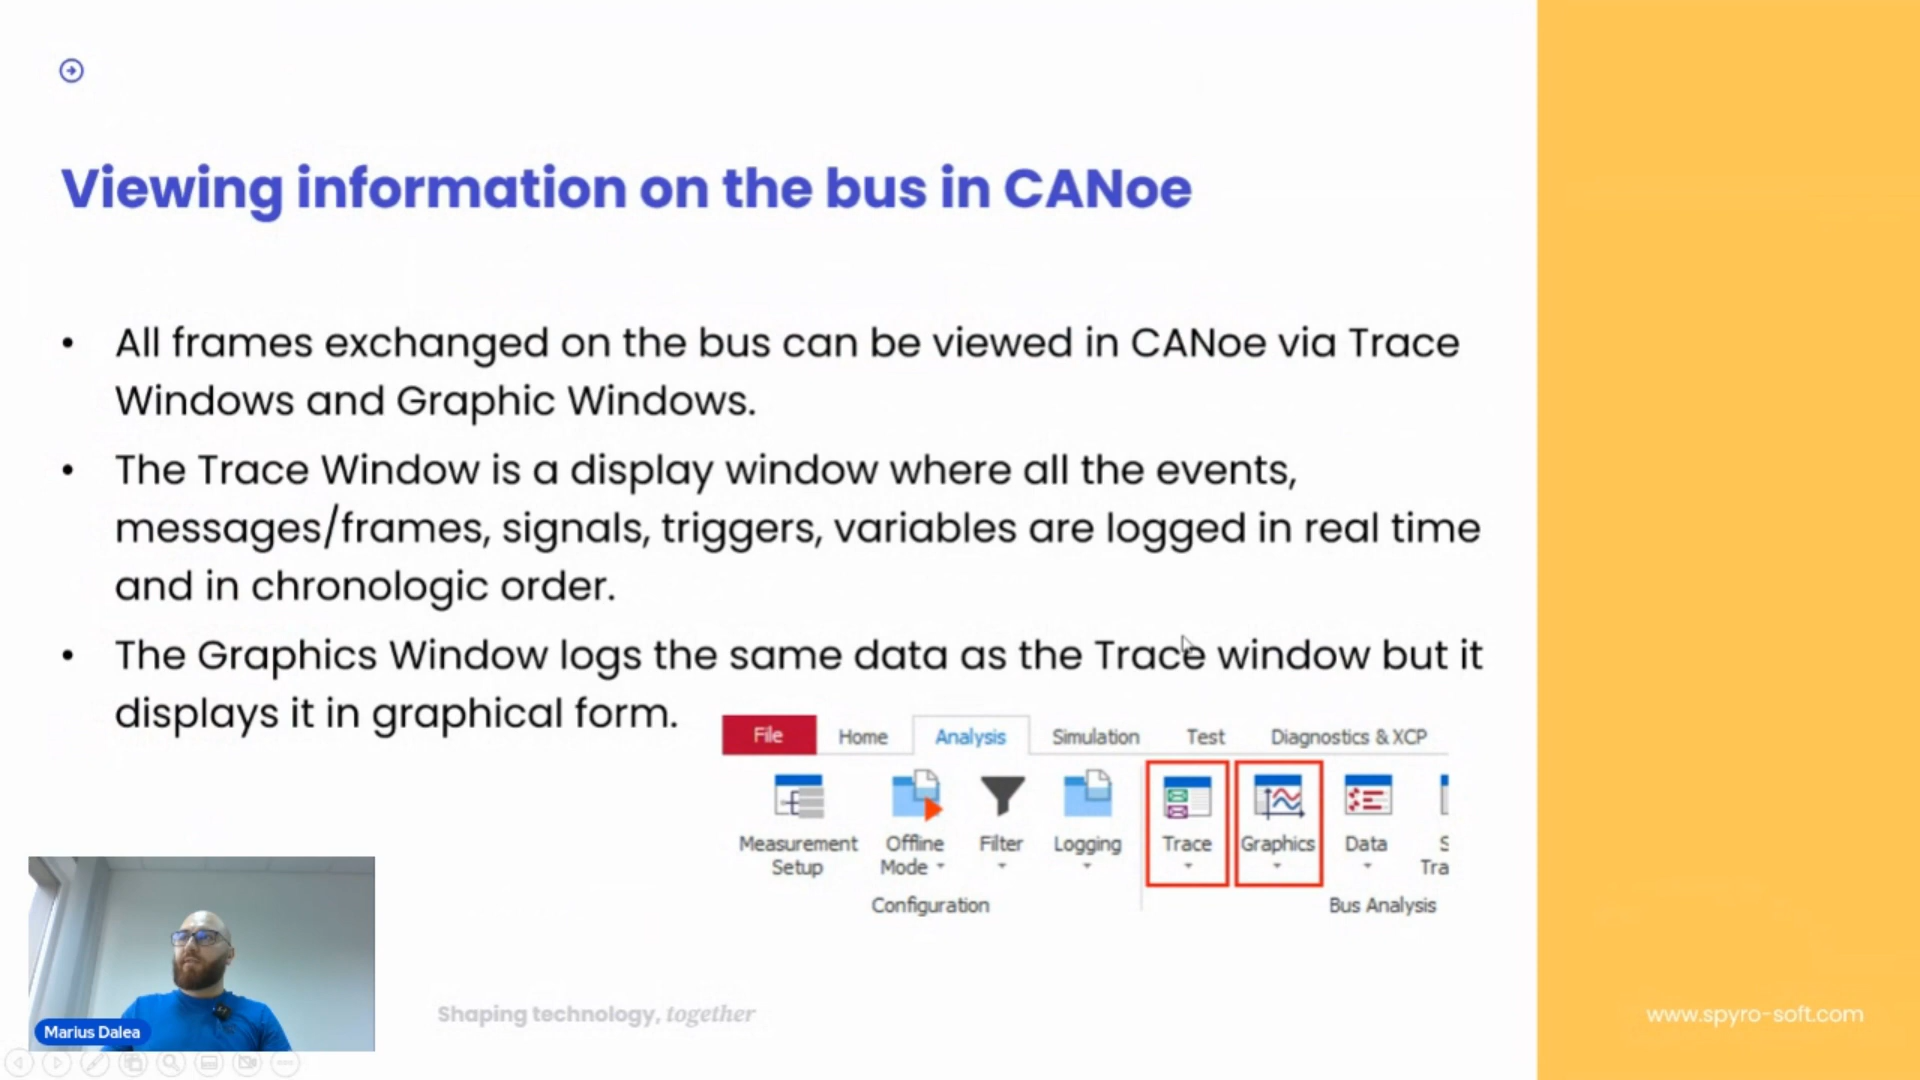 Viewing information on the bus in CANoe
• All frames exchanged on the bus can be viewed in CANoe via Trace
Windows and Graphic Windows.
• The Trace Window is a display window where all the events,
messages/frames, signals, triggers, variables are logged in real time
and in chronologic order.
• The Graphics Window logs the same data as the Trace window but it
displays it in graphical form.
File Home Analysis Simulation Test Diagnostics & XCP
Measurement Offline Filter Logging Trace Graphics Data S
Setup Mode Tra
Configuration Bus Analysis
Marius Dalea
Shaping technology, together
www.spyro-soft.com